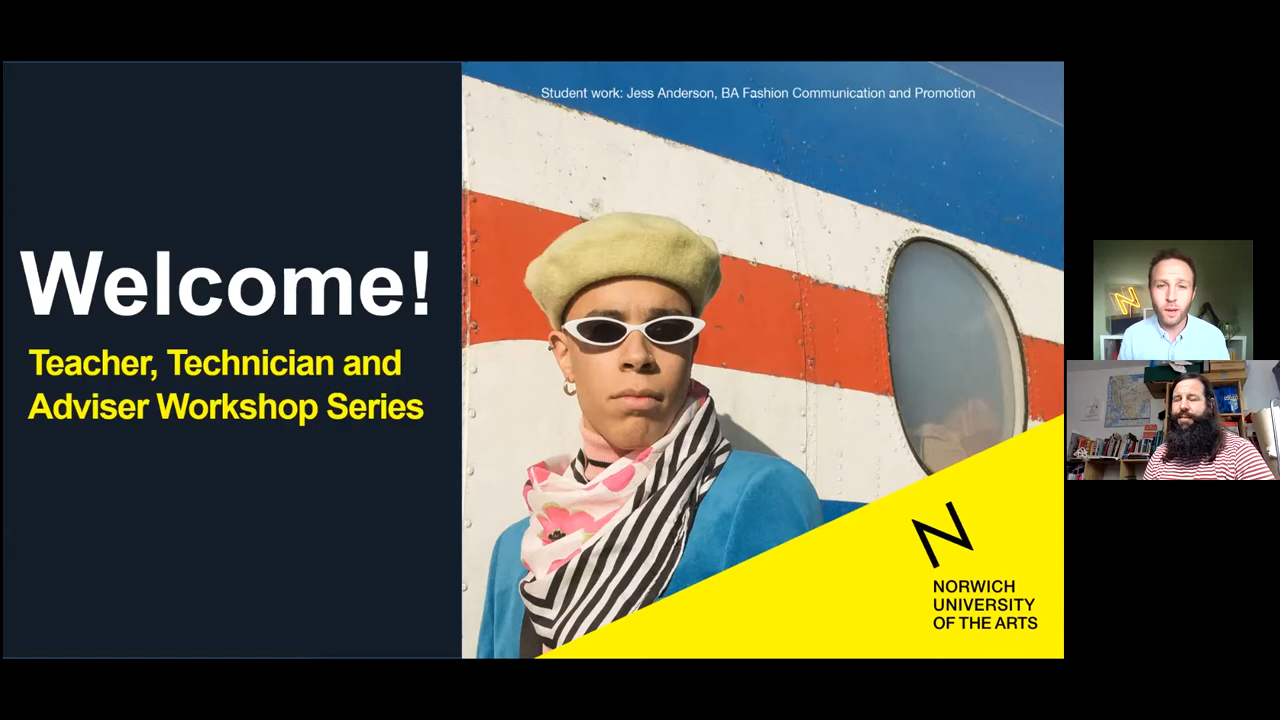 Student work: Jess Anderson, BA Fashion Communication and Promotion
Welcome!
Teacher, Technician and
Adviser Workshop Series
N
NORWICH
UNIVERSITY
OF THE ARTS
N